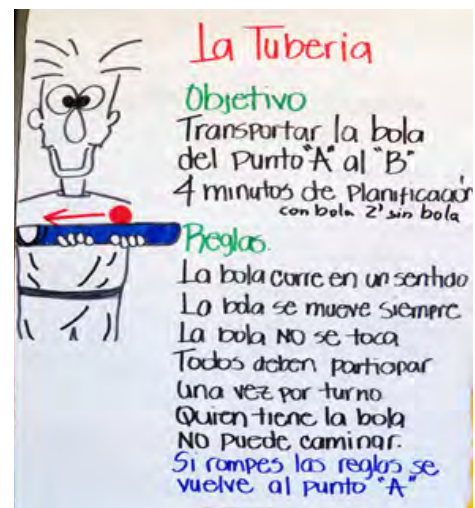 La Tuberia
Objetivo
Transportar la bola
del Punto "A" al "B"
4 minutos de Planificación
con bola 2' sin bola
Reglas.
La bola corre en un sentido
La bola se mueve siempre
La bola NO se toca
Todos deben participar
una vez por turno
Quien tiene la bola
NO Puede caminar.
Si rompes las reglas se
vuelve al punto "A"